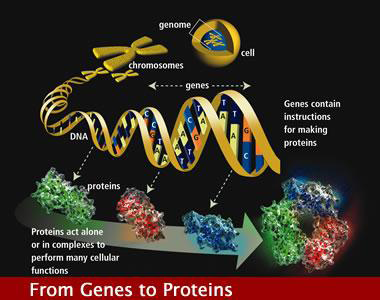 genome
cell
chromosomes
genes
Genes contain
instructions
for making
proteins
DNA
proteins
Proteins act alone
or in complexes to
perform many cellular
functions
From Genes to Proteins